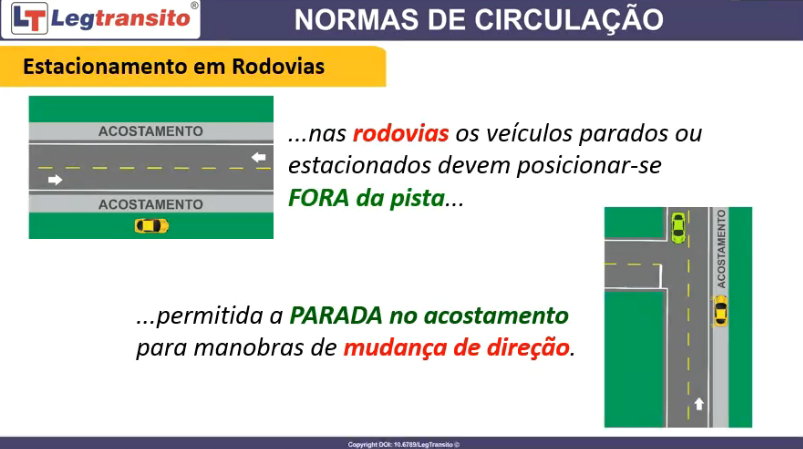 LT Legtransito ®
NORMAS DE CIRCULAÇÃO
Estacionamento em Rodovias
ACOSTAMENTO
ACOSTAMENTO
...nas rodovias os veículos parados ou
estacionados devem posicionar-se
FORA da pista...
ACOSTAMENTO
...permitida a PARADA no acostamento
para manobras de mudança de direção.
Copyright DOI: 10.6789/LegTransito ©